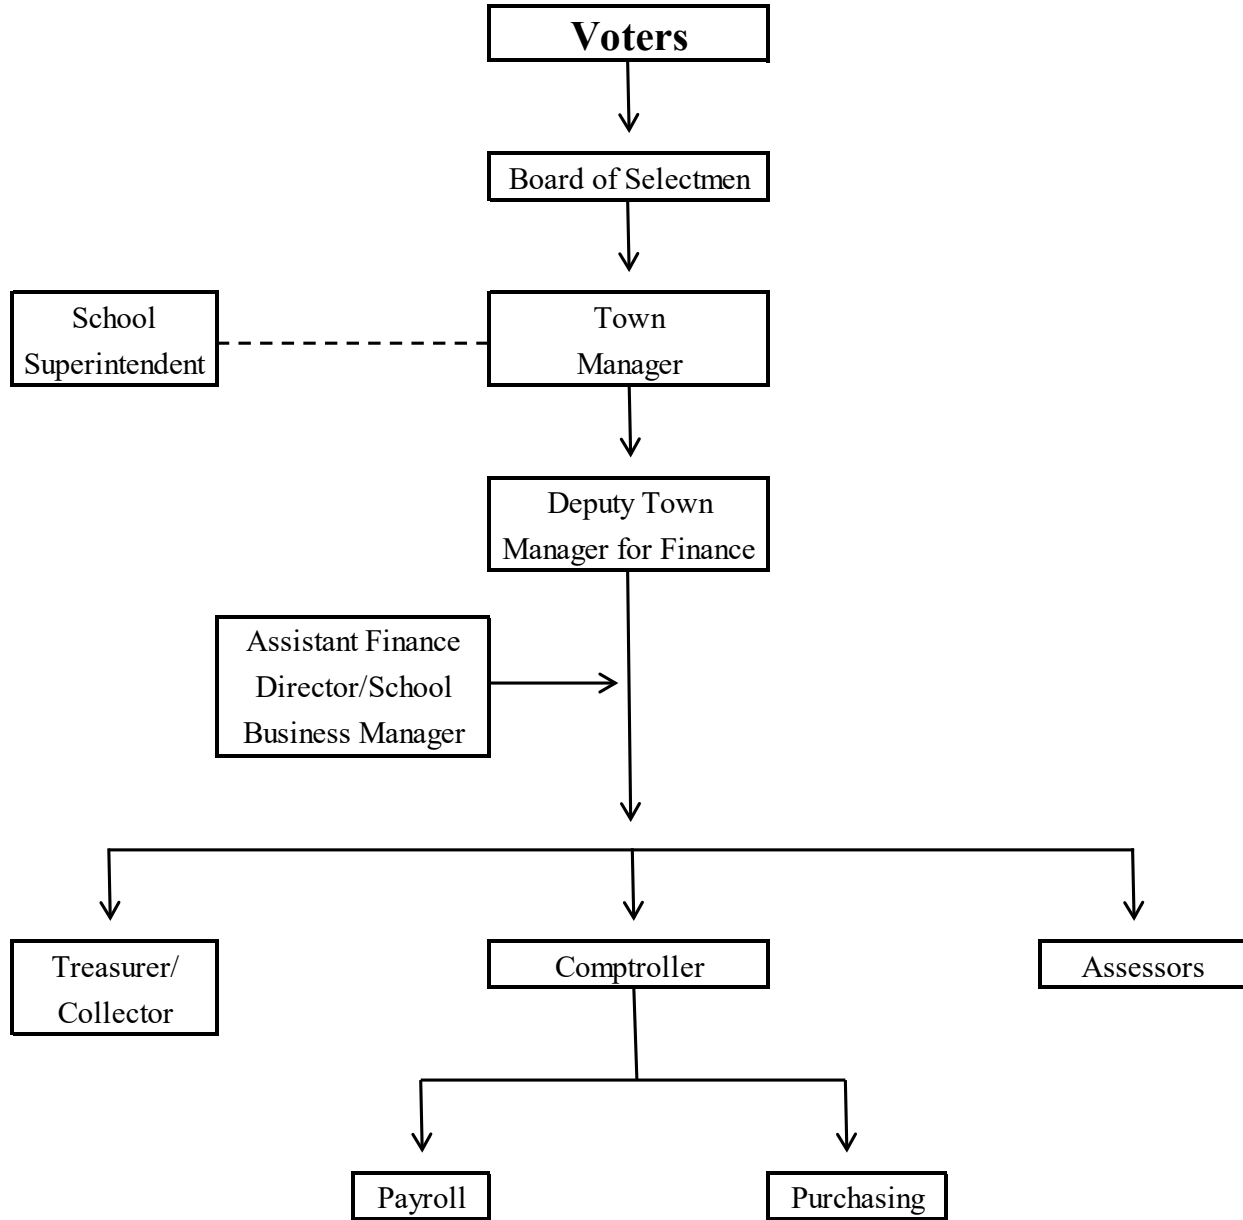 Voters
Board of Selectmen
School
Superintendent
Town
Manager
Deputy Town
Manager for Finance
Assistant Finance
Director/School
Business Manager
Treasurer/
Collector
Comptroller
Assessors
Payroll
Purchasing